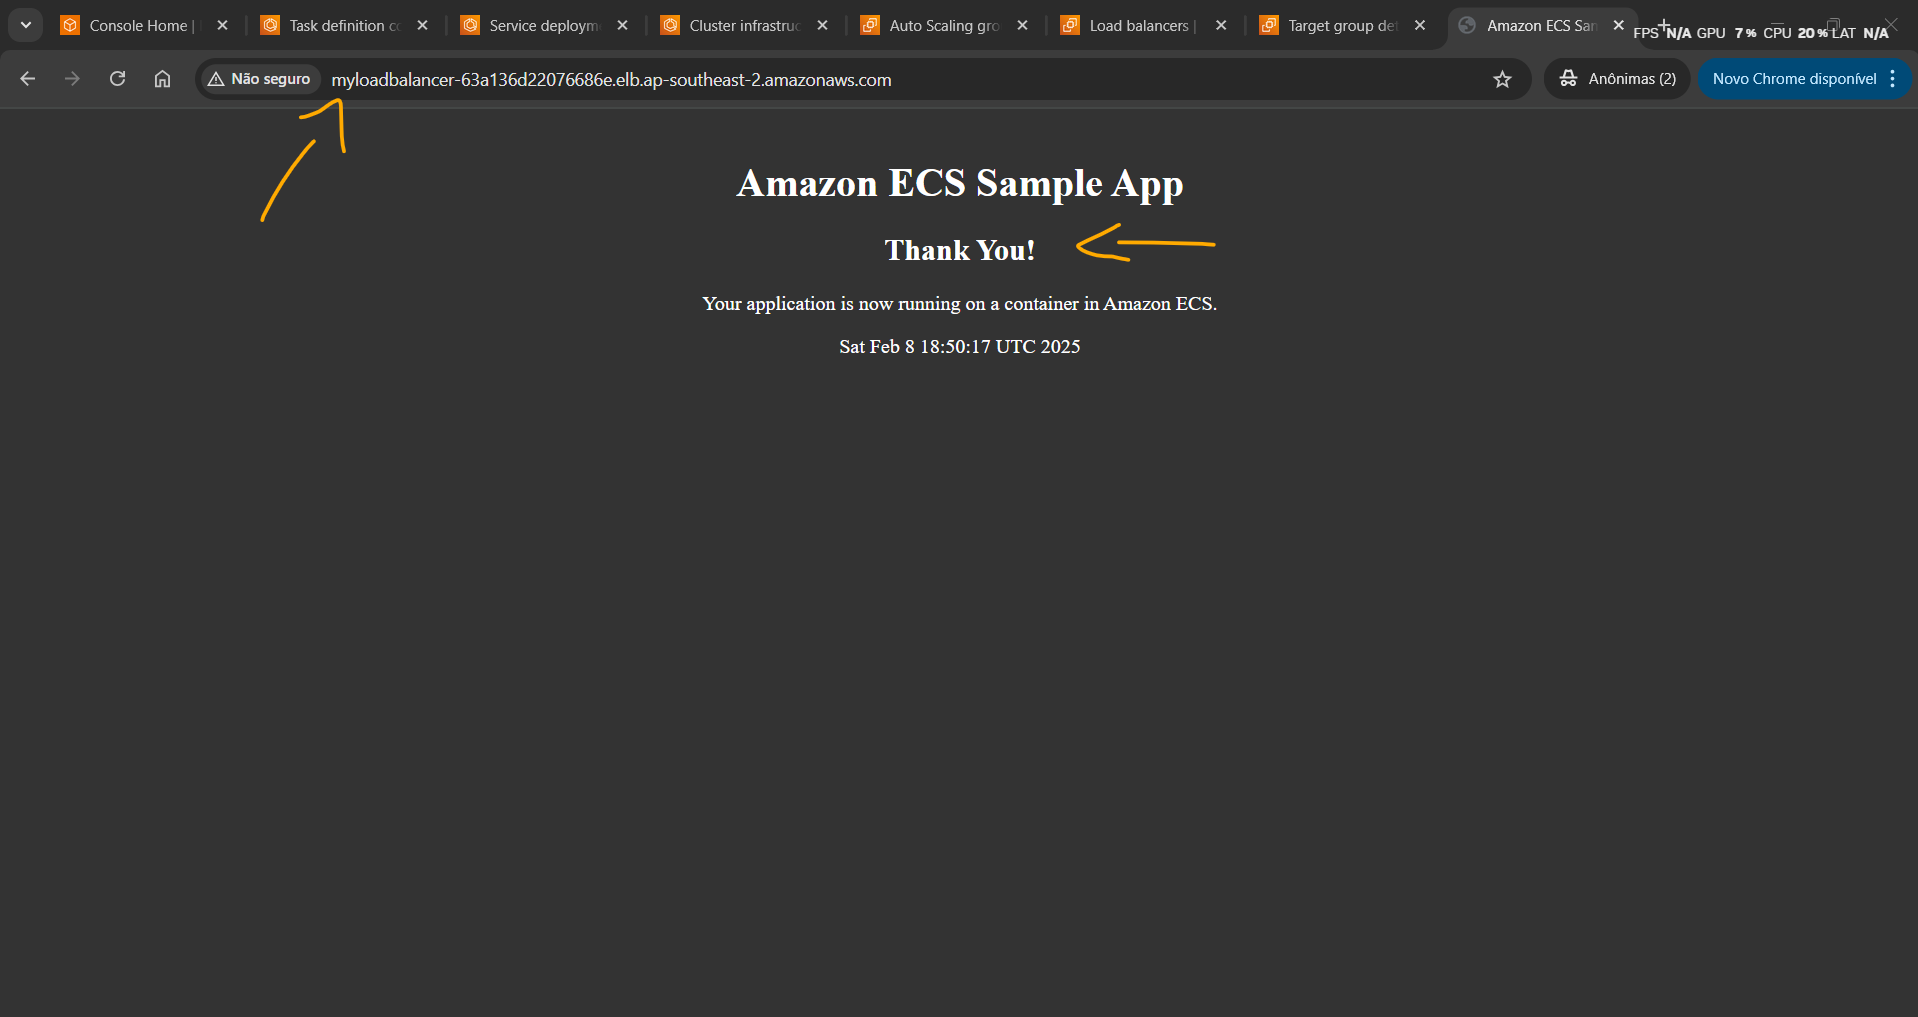 Console Home |
Task definition co
Service deploym
Cluster infrastruc
Auto Scaling gro
Load balancers |
Target group det
Amazon ECS San
FPS N/A GPU 7% CPU 20% LAT N/A
Não seguro
myloadbalancer-63a136d22076686e.elb.ap-southeast-2.amazonaws.com
Anônimas (2)
Novo Chrome disponível
Amazon ECS Sample App
Thank You!
Your application is now running on a container in Amazon ECS.
Sat Feb 8 18:50:17 UTC 2025